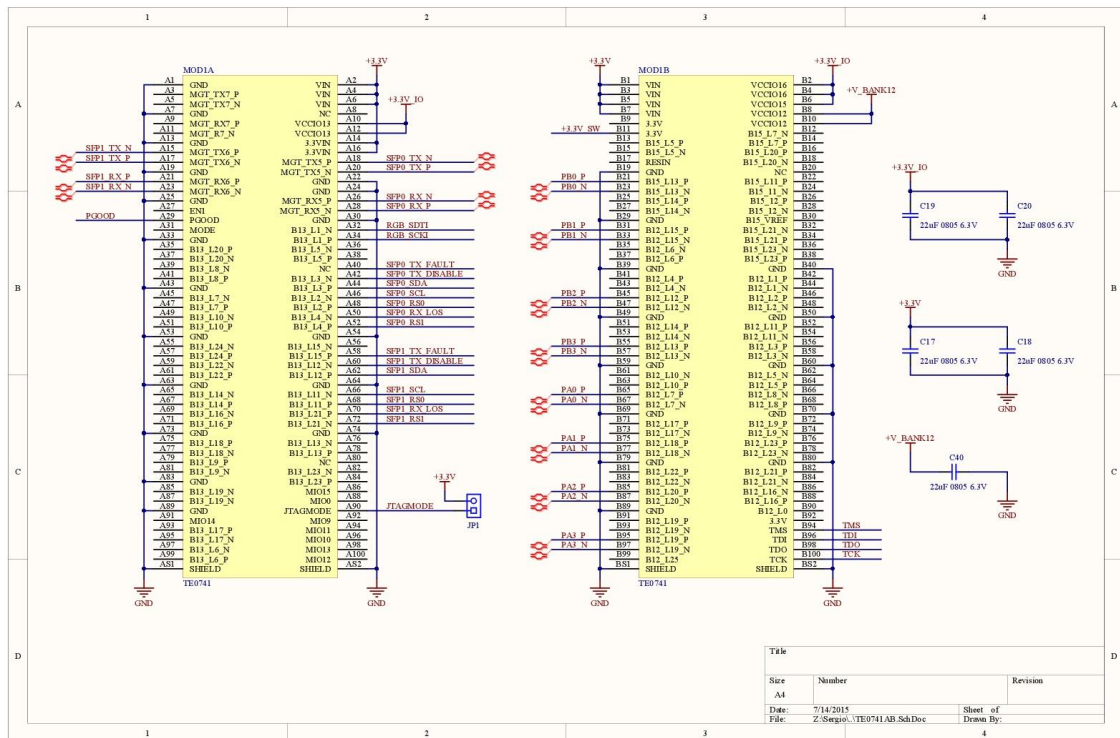 1
2
3
4
A
B
C
D
MOD1A
A1 GND
A3 MGT_TX7_P
A5 MGT_TX7_N
A7 GND
A9 MGT_RX7_P
A11 MGT_R7_N
A13 GND
SFP1_TX_N A15 MGT_TX6_P
SFP1_TX_P A17 MGT_TX6_N
A19 GND
SFP1_RX_P A21 MGT_RX6_P
SFP1_RX_N A23 MGT_RX6_N
A25 GND
A27 EN1
PGOOD A29 PGOOD
A31 MODE
A33 GND
A35 B13_L20_P
A37 B13_L20_N
A39 B13_L8_N
A41 B13_L8_P
A43 GND
A45 B13_L7_N
A47 B13_L7_P
A49 B13_L10_N
A51 B13_L10_P
A53 GND
A55 B13_L24_N
A57 B13_L24_P
A59 B13_L22_N
A61 B13_L22_P
A63 GND
A65 B13_L14_N
A67 B13_L14_P
A69 B13_L16_N
A71 B13_L16_P
A73 GND
A75 B13_L18_P
A77 B13_L18_N
A79 B13_L9_P
A81 B13_L9_N
A83 GND
A85 B13_L19_N
A87 B13_L19_N
A89 GND
A91 MIO14
A93 B13_L17_P
A95 B13_L17_N
A97 B13_L6_N
A99 B13_L6_P
AS1 SHIELD
TE0741
GND
+3.3V
+3.3V_IO
VIN A2
VIN A4
VIN A6
NC A8
VCCIO13 A10
VCCIO13 A12
3.3VIN A14
3.3VIN A16
MGT_TX5_P A18 SFP0_TX_N
MGT_TX5_N A20 SFP0_TX_P
GND A22
GND A24
MGT_RX5_P A26 SFP0_RX_N
MGT_RX5_N A28 SFP0_RX_P
GND A30
B13_L1_N A32 RGB_SDTI
B13_L1_P A34 RGB_SCKI
B13_L5_N A36
B13_L5_P A38
NC A40 SFP0_TX_FAULT
B13_L3_N A42 SFP0_TX_DISABLE
B13_L3_P A44 SFP0_SDA
B13_L2_N A46 SFP0_SCL
B13_L2_P A48 SFP0_RS0
B13_L4_N A50 SFP0_RX_LOS
B13_L4_P A52 SFP0_RS1
GND A54
B13_L15_N A56
B13_L15_P A58 SFP1_TX_FAULT
B13_L12_N A60 SFP1_TX_DISABLE
B13_L12_P A62 SFP1_SDA
GND A64
B13_L11_N A66 SFP1_SCL
B13_L11_P A68 SFP1_RS0
B13_L21_P A70 SFP1_RX_LOS
B13_L21_N A72 SFP1_RS1
GND A74
B13_L13_N A76
B13_L13_P A78
NC A80
B13_L23_N A82
B13_L23_P A84
MIO15 A86
MIO0 A88
JTAGMODE A90 JTAGMODE
MIO9 A92
MIO11 A94
MIO10 A96
MIO13 A98
MIO12 A100
SHIELD AS2
GND
+3.3V
JP1
+3.3V
MOD1B
B1 VIN
B3 VIN
B5 VIN
B7 VIN
B9 3.3V
+3.3V_SW B11 3.3V
B13 B15_L5_P
B15 B15_L5_N
B17 RESIN
B19 GND
PB0_P B21 B15_L13_P
PB0_N B23 B15_L13_N
B25 B15_L14_P
B27 B15_L14_N
B29 GND
PB1_P B31 B12_L15_P
PB1_N B33 B12_L15_N
B35 B12_L6_N
B37 B12_L6_P
B39 GND
B41 B12_L4_P
B43 B12_L4_N
PB2_P B45 B12_L12_P
PB2_N B47 B12_L12_N
B49 GND
B51 B12_L14_P
B53 B12_L14_N
PB3_P B55 B12_L13_P
PB3_N B57 B12_L13_N
B59 GND
B61 B12_L10_N
B63 B12_L10_P
PA0_P B65 B12_L7_P
PA0_N B67 B12_L7_N
B69 GND
B71 B12_L17_P
B73 B12_L17_N
PA1_P B75 B12_L18_P
PA1_N B77 B12_L18_N
B79 GND
B81 B12_L22_P
B83 B12_L22_N
PA2_P B85 B12_L20_P
PA2_N B87 B12_L20_N
B89 GND
B91 B12_L19_P
B93 B12_L19_N
PA3_P B95 B12_L19_P
PA3_N B97 B12_L19_N
B99 B12_L25
BS1 SHIELD
TE0741
GND
+3.3V_IO
+V_BANK12
VCCIO16 B2
VCCIO16 B4
VCCIO15 B6
VCCIO12 B8
VCCIO12 B10
B15_L7_N B12
B15_L7_P B14
B15_L20_P B16
B15_L20_N B18
NC B20
B15_L11_P B22
B15_11_N B24
B15_12_P B26
B15_12_N B28
B15_VREF B30
B15_L21_N B32
B15_L21_P B34
B15_L23_N B36
B15_L23_P B38
GND B40
B12_L1_P B42
B12_L1_N B44
B12_L2_P B46
B12_L2_N B48
GND B50
B12_L11_P B52
B12_L11_N B54
B12_L3_P B56
B12_L3_N B58
GND B60
B12_L5_N B62
B12_L5_P B64
B12_L8_N B66
B12_L8_P B68
GND B70
B12_L9_P B72
B12_L9_N B74
B12_L23_P B76
B12_L23_N B78
GND B80
B12_L21_P B82
B12_L21_N B84
B12_L16_N B86
B12_L16_P B88
B12_L0 B90
3.3V B92
TMS B94 TMS
TDI B96 TDI
TDO B98 TDO
TCK B100 TCK
SHIELD BS2
GND
+3.3V_IO
C19
22uF 0805 6.3V
C20
22uF 0805 6.3V
GND
+3.3V
C17
22uF 0805 6.3V
C18
22uF 0805 6.3V
GND
+V_BANK12
C40
22uF 0805 6.3V
GND
Title
Size Number Revision
A4
Date: 7/14/2015 Sheet of
File: Z:\Sergio\..\TE0741AB.SchDoc Drawn By:
A
B
C
D
1
2
3
4